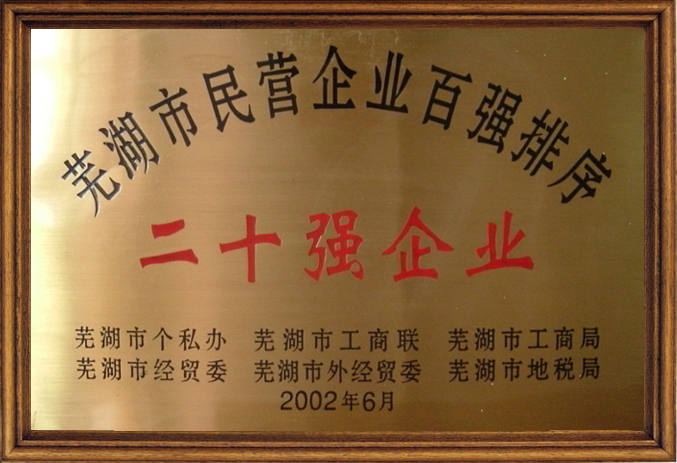 芜湖市民营企业百强排序
二十强企业
芜湖市个私办 芜湖市工商联 芜湖市工商局
芜湖市经贸委 芜湖市外经贸委 芜湖市地税局
2002年6月